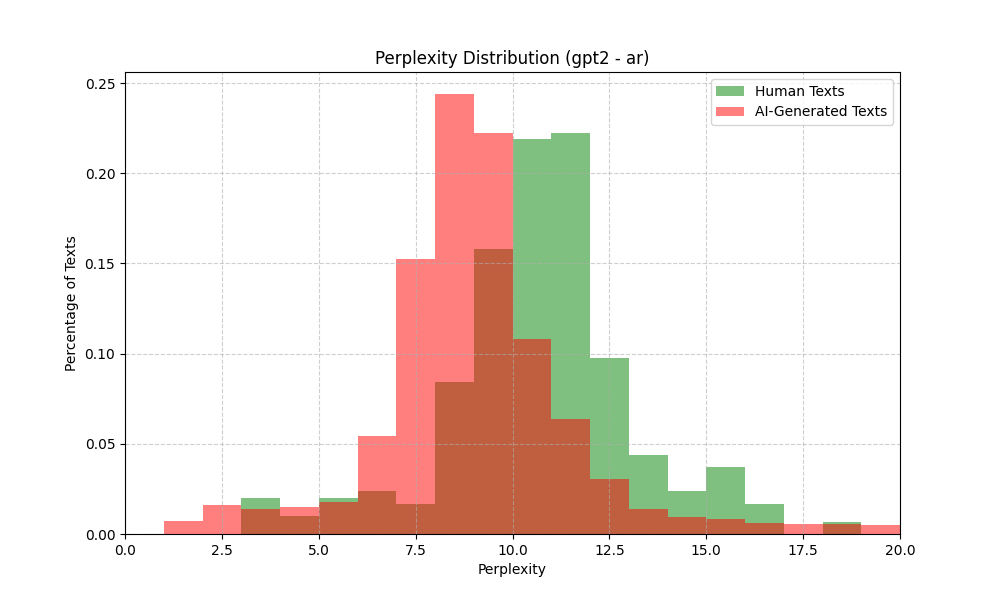 Perplexity Distribution (gpt2 - ar)
Human Texts
AI-Generated Texts
0.25
0.20
0.15
0.10
0.05
0.00
Percentage of Texts
0.0 2.5 5.0 7.5 10.0 12.5 15.0 17.5 20.0
Perplexity